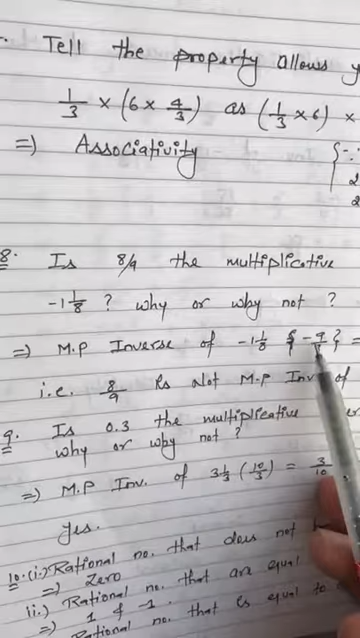 Tell the property allows y
1/3 × (6 × 4/3) as (1/3 × 6) ×
=) Associativity
8. Is 8/9 the multiplicative
-1 1/8 ? why or why not ?
=) M.P Inverse of -1 1/8 { -9/ } =
i.e. 8/9 Is Not M.P Inv of
9. Is 0.3 the multiplicative
why or why not ?
=) M.P Inv. of 3 1/3 (10/3) = 3/10
yes.
10. (i.) Rational no. that does not
=) Zero
ii.) Rational no. that are equal
=) 1 & -1.
Rational no. that is equal to